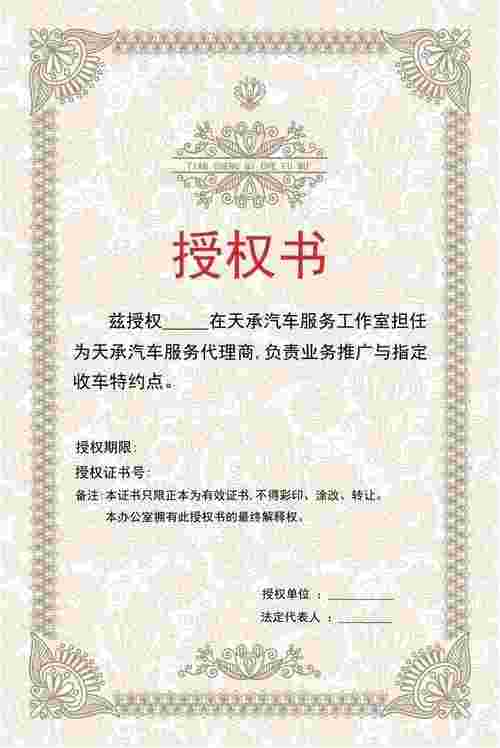 TIAN CHENG QI CHE FU WU
授权书
兹授权_____在天承汽车服务工作室担任
为天承汽车服务代理商,负责业务推广与指定
收车特约点。
授权期限:
授权证书号:
备注:本证书只限正本为有效证书,不得彩印、涂改、转让。
本办公室拥有此授权书的最终解释权。
授权单位 : __________
法定代表人 : ________